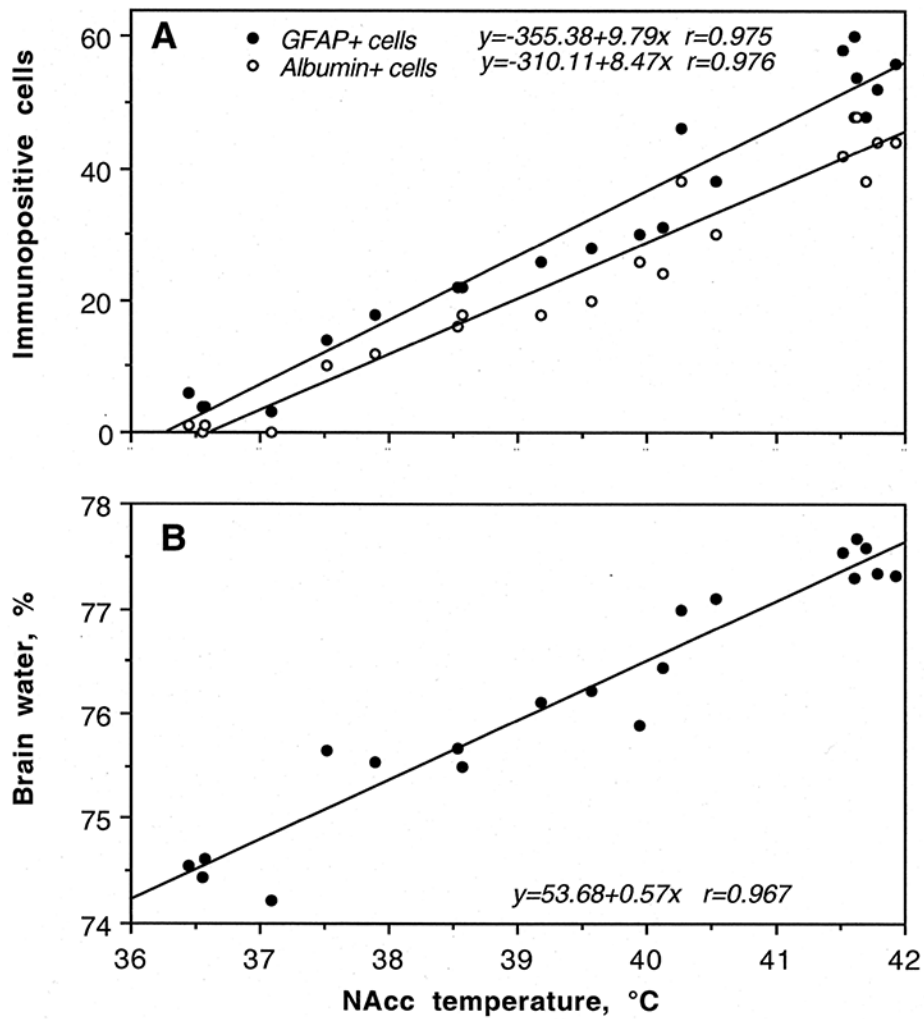 A
GFAP+ cells y=-355.38+9.79x r=0.975
Albumin+ cells y=-310.11+8.47x r=0.976
Immunopositive cells
60
40
20
0
B
78
77
76
75
74
Brain water, %
y=53.68+0.57x r=0.967
36 37 38 39 40 41 42
NAcc temperature, °C